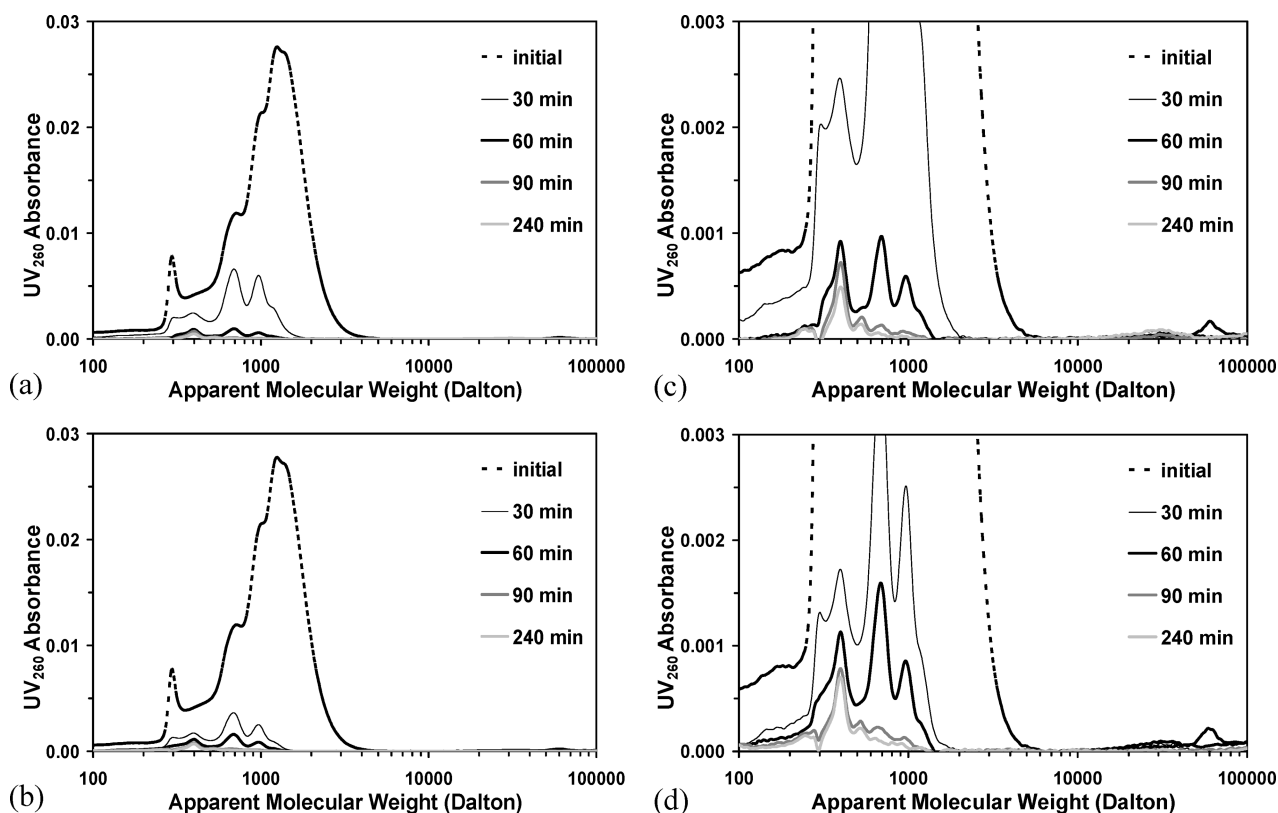 0.03
0.02
0.01
0.00
UV260 Absorbance
initial
30 min
60 min
90 min
240 min
100 1000 10000 100000
Apparent Molecular Weight (Dalton)
(a)
0.003
0.002
0.001
0.000
UV260 Absorbance
initial
30 min
60 min
90 min
240 min
100 1000 10000 100000
Apparent Molecular Weight (Dalton)
(c)
0.03
0.02
0.01
0.00
UV260 Absorbance
initial
30 min
60 min
90 min
240 min
100 1000 10000 100000
Apparent Molecular Weight (Dalton)
(b)
0.003
0.002
0.001
0.000
UV260 Absorbance
initial
30 min
60 min
90 min
240 min
100 1000 10000 100000
Apparent Molecular Weight (Dalton)
(d)